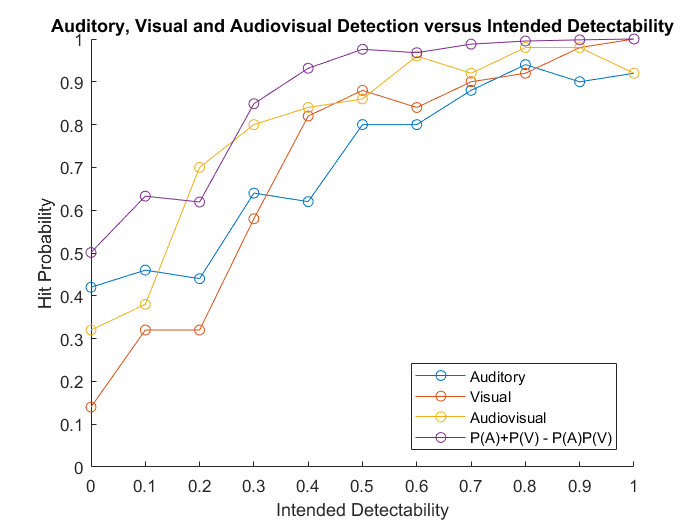 Auditory, Visual and Audiovisual Detection versus Intended Detectability
1
0.9
0.8
0.7
0.6
0.5
0.4
0.3
0.2
0.1
0
Hit Probability
0 0.1 0.2 0.3 0.4 0.5 0.6 0.7 0.8 0.9 1
Intended Detectability
Auditory
Visual
Audiovisual
P(A)+P(V) - P(A)P(V)